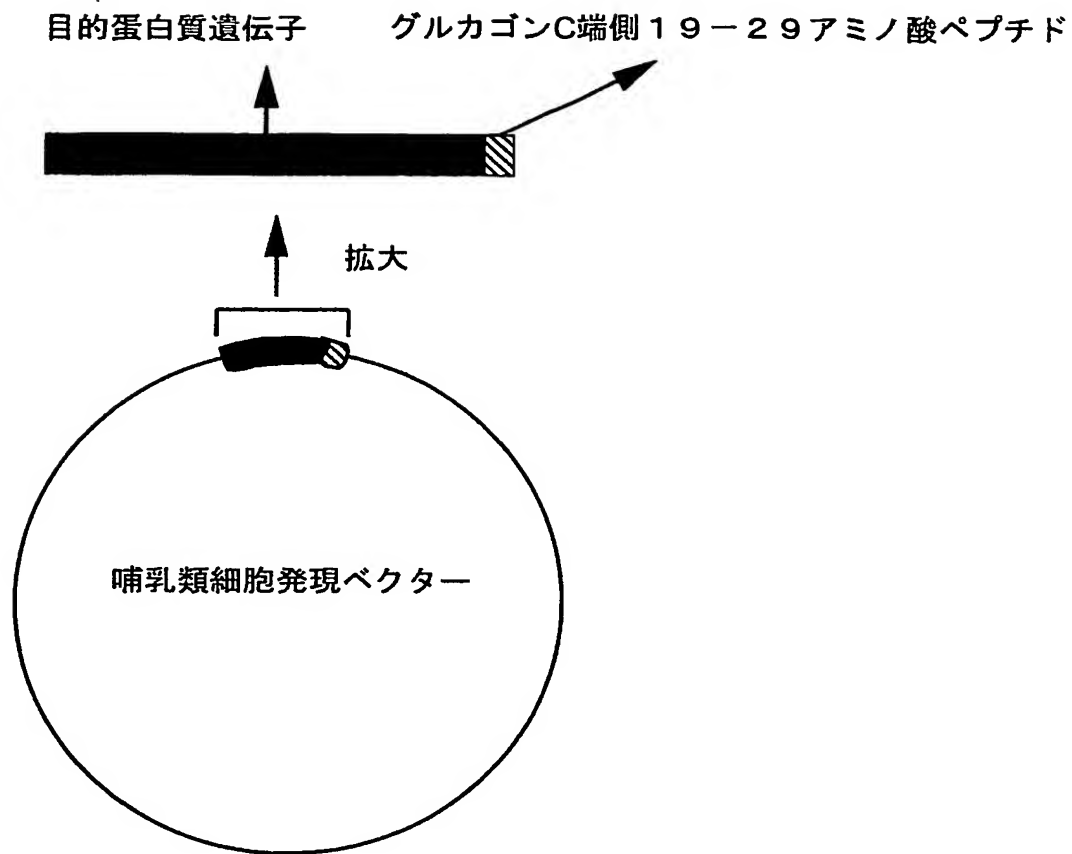 目的蛋白質遺伝子
グルカゴンC端側１９－２９アミノ酸ペプチド
拡大
哺乳類細胞発現ベクター